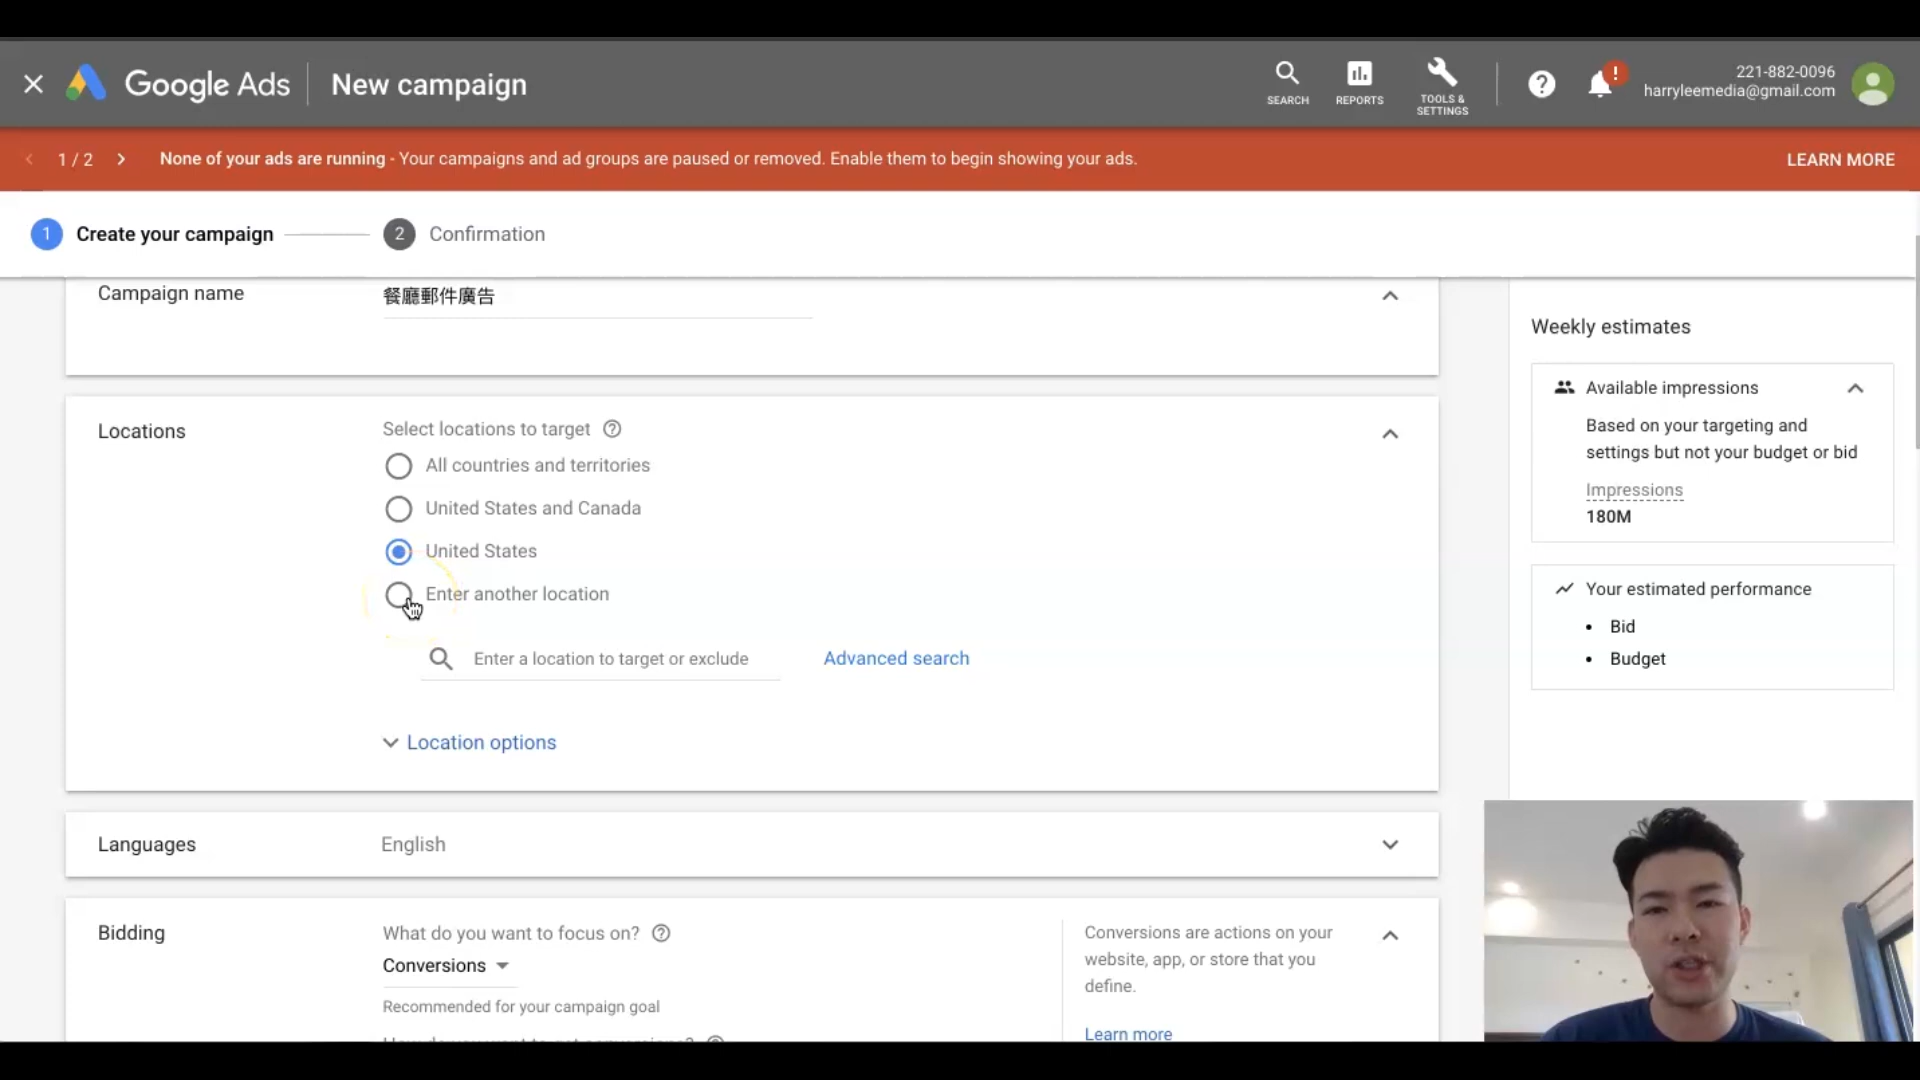 Google Ads
New campaign
SEARCH
REPORTS
TOOLS &
SETTINGS
?
!
221-882-0096
harryleemedia@gmail.com
1 / 2
None of your ads are running - Your campaigns and ad groups are paused or removed. Enable them to begin showing your ads.
LEARN MORE
1 Create your campaign
2 Confirmation
Campaign name
餐廳郵件廣告
Locations
Select locations to target ?
All countries and territories
United States and Canada
United States
Enter another location
Enter a location to target or exclude
Advanced search
Location options
Languages
English
Bidding
What do you want to focus on? ?
Conversions
Recommended for your campaign goal
Conversions are actions on your
website, app, or store that you
define.
Learn more
Weekly estimates
Available impressions
Based on your targeting and
settings but not your budget or bid
Impressions
180M
Your estimated performance
• Bid
• Budget